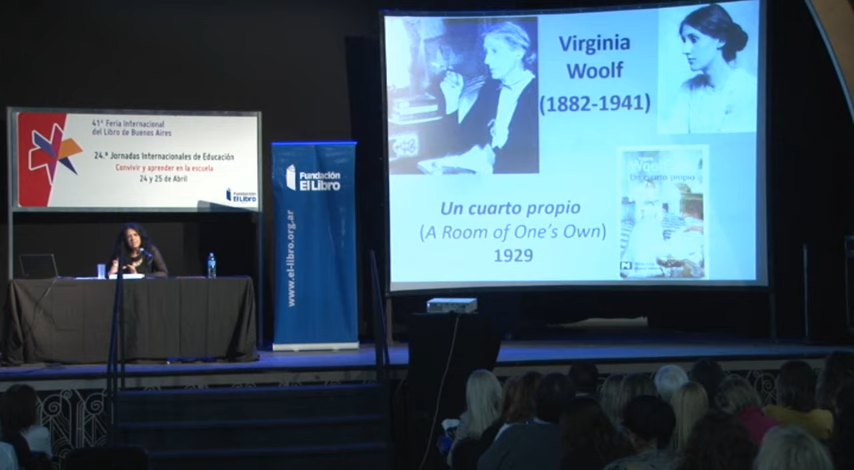 41ª Feria Internacional
del Libro de Buenos Aires
24.ª Jornadas Internacionales de Educación
Convivir y aprender en la escuela
24 y 25 de Abril
Fundación
El Libro
Fundación
El Libro
www.el-libro.org.ar
Virginia
Woolf
(1882-1941)
Un cuarto propio
(A Room of One's Own)
1929
Woolf
Un cuarto propio